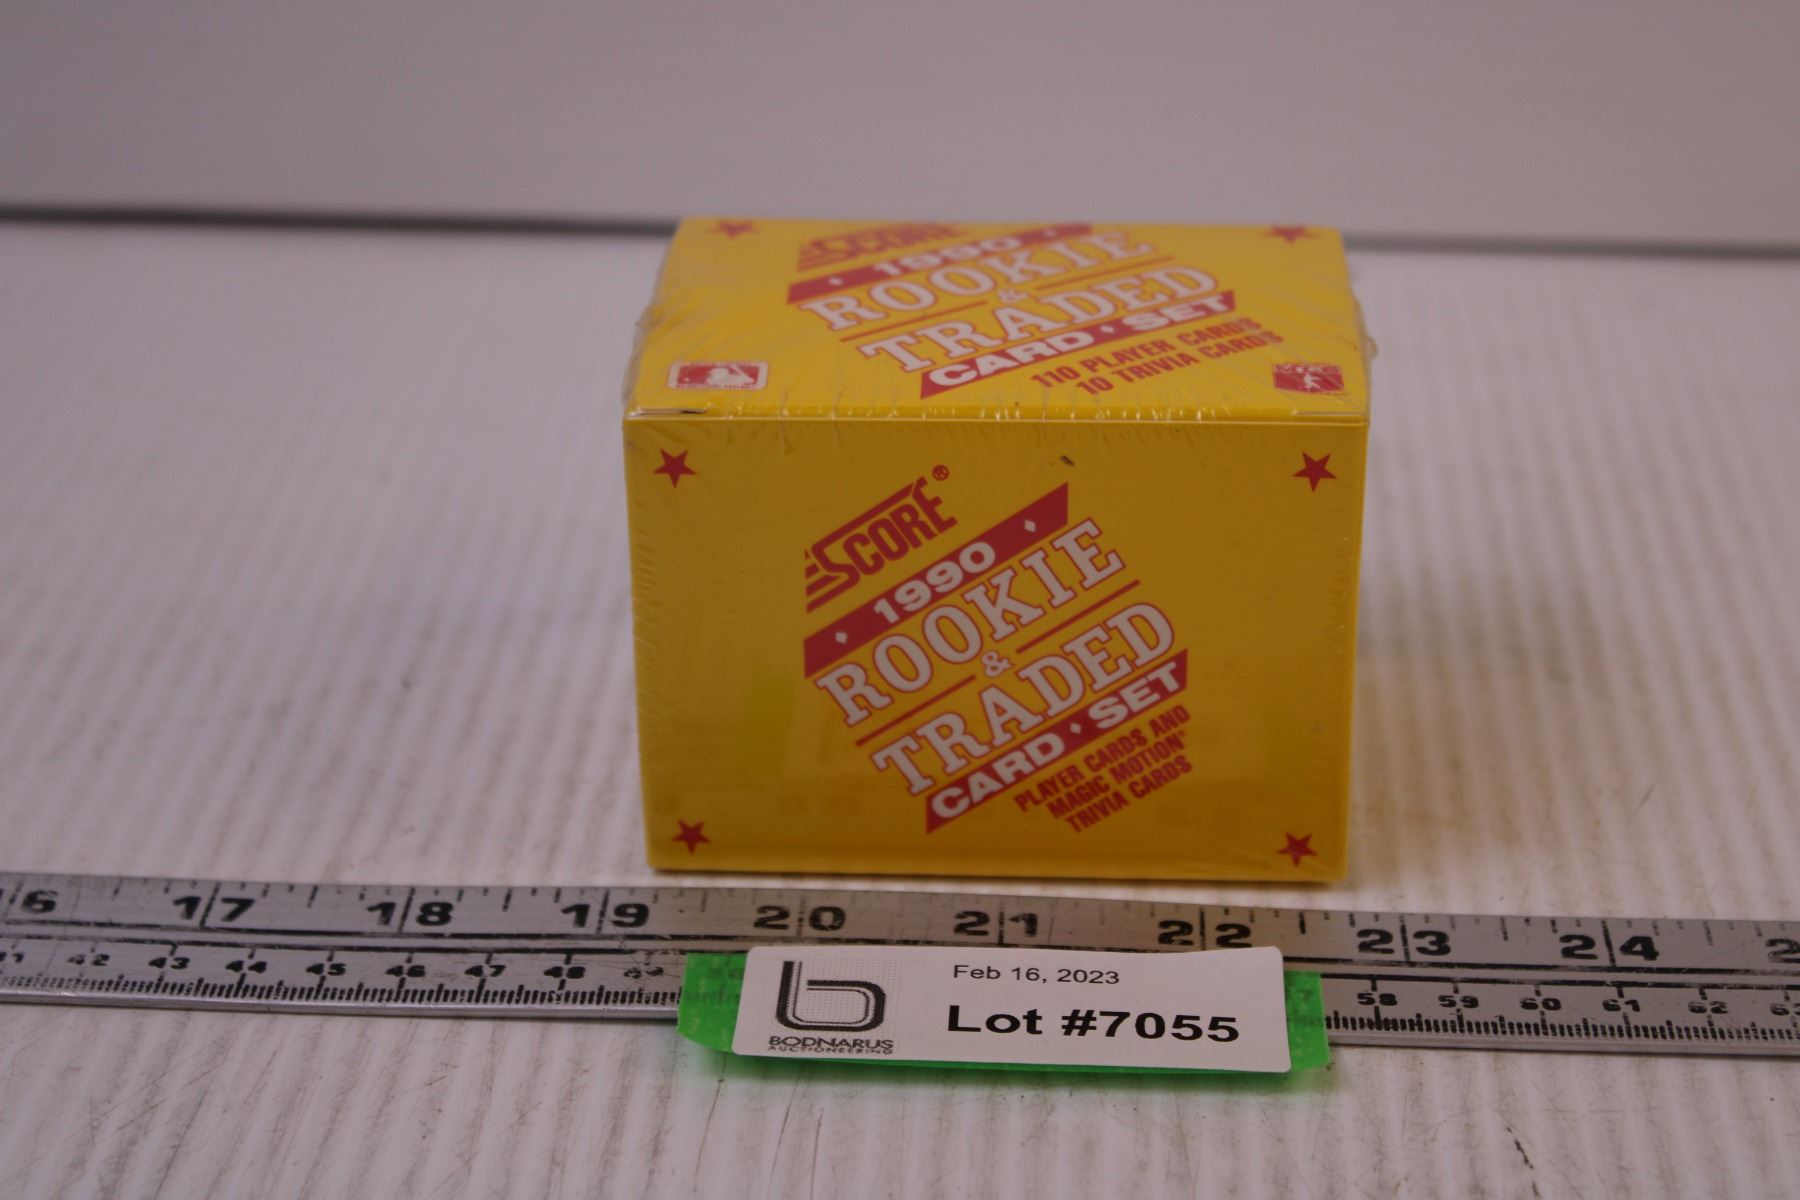 SCORE
1990
ROOKIE
&
TRADED
CARD • SET
110 PLAYER CARDS
10 TRIVIA CARDS
SCORE®
1990
ROOKIE
&
TRADED
CARD • SET
PLAYER CARDS AND
MAGIC MOTION®
TRIVIA CARDS
17 18 19 20 21 22 23 24
42 43 44 45 46 47 48 58 59 60 61 62
Feb 16, 2023
Lot #7055
BODNARUS
AUCTIONEERING